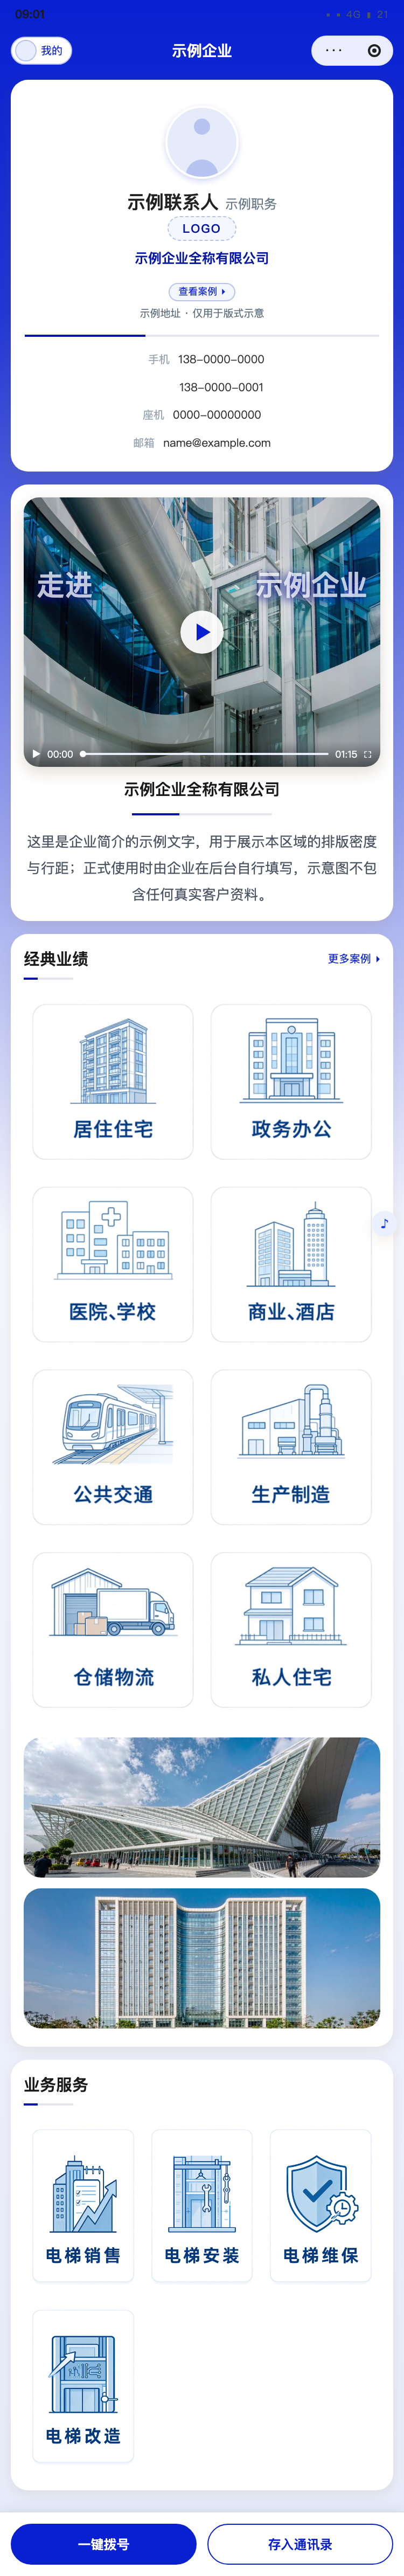 09:01
4G 21
我的
示例企业
示例联系人 示例职务
LOGO
示例企业全称有限公司
查看案例
示例地址 · 仅用于版式示意
手机 138-0000-0000
138-0000-0001
座机 0000-00000000
邮箱 name@example.com
走进 示例企业
00:00 01:15
示例企业全称有限公司
这里是企业简介的示例文字，用于展示本区域的排版密度
与行距；正式使用时由企业在后台自行填写，示意图不包
含任何真实客户资料。
经典业绩 更多案例
居住住宅 政务办公
医院、学校 商业、酒店
公共交通 生产制造
仓储物流 私人住宅
业务服务
电梯销售 电梯安装 电梯维保
电梯改造
一键拨号 存入通讯录